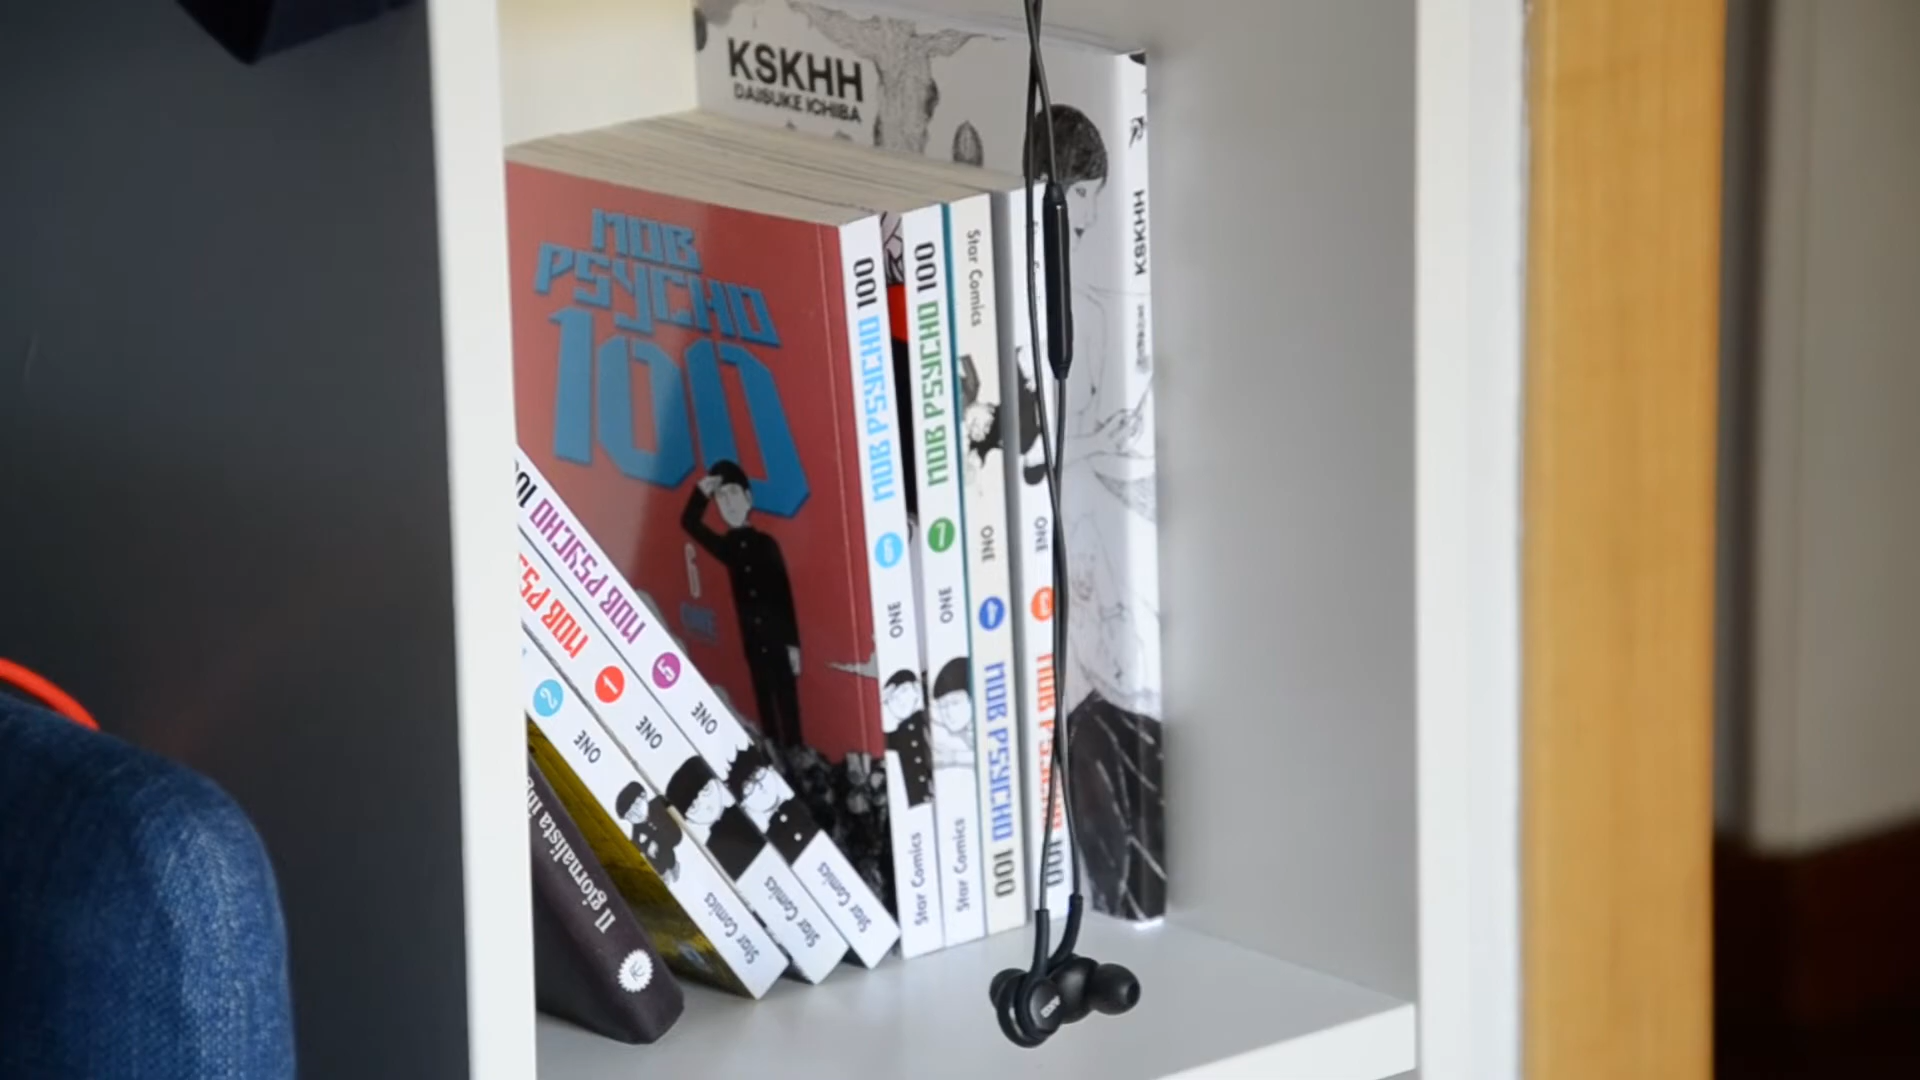 KSKHH
DAISUKE ICHIBA
KSKHH
MOB
PSYCHO
100
6
ONE
MOB PSYCHO 100
6
ONE
Star Comics
MOB PSYCHO 100
7
ONE
Star Comics
Star Comics
ONE
4
MOB PSYCHO 100
ONE
3
MOB PSYCHO 100
MOB PSYCHO
5
ONE
Star Comics
MOB
1
ONE
Star Comics
2
ONE
Star Comics
Il giornalista
AKG